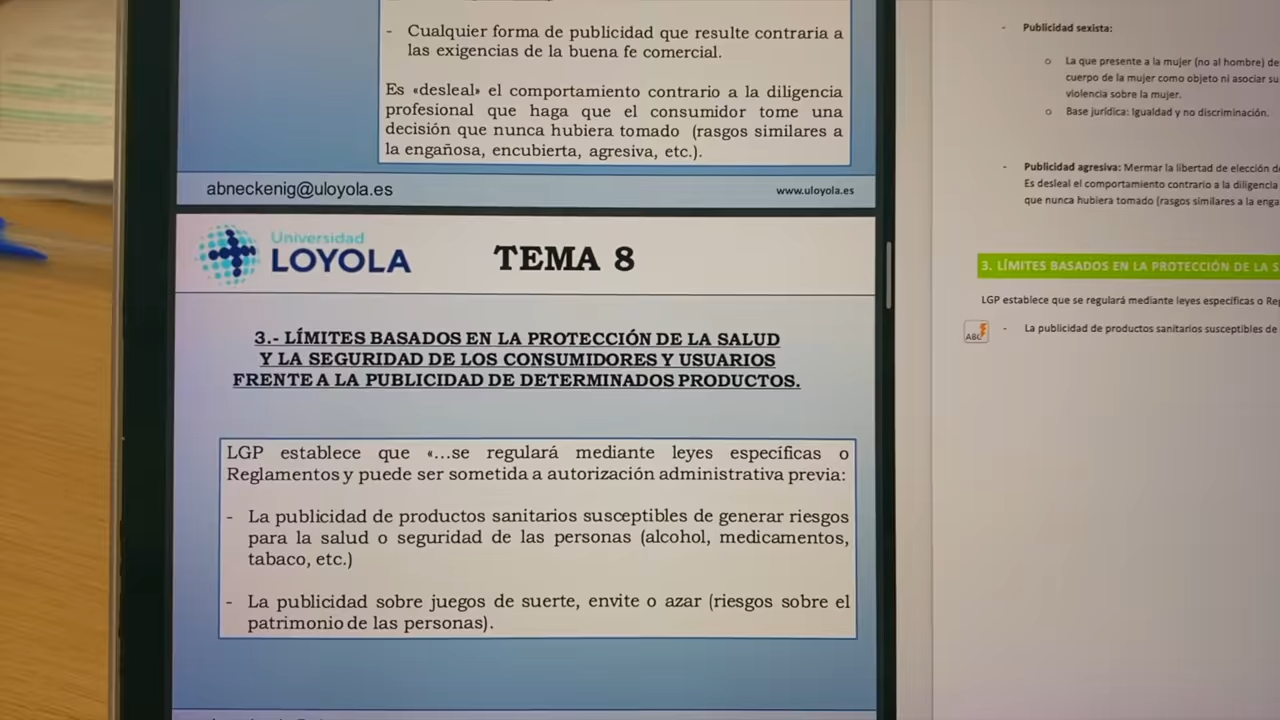 - Cualquier forma de publicidad que resulte contraria a
las exigencias de la buena fe comercial.
Es «desleal» el comportamiento contrario a la diligencia
profesional que haga que el consumidor tome una
decisión que nunca hubiera tomado (rasgos similares a
la engañosa, encubierta, agresiva, etc.).
abneckenig@uloyola.es
www.uloyola.es
Universidad
LOYOLA
TEMA 8
3.- LÍMITES BASADOS EN LA PROTECCIÓN DE LA SALUD
Y LA SEGURIDAD DE LOS CONSUMIDORES Y USUARIOS
FRENTE A LA PUBLICIDAD DE DETERMINADOS PRODUCTOS.
LGP establece que «...se regulará mediante leyes específicas o
Reglamentos y puede ser sometida a autorización administrativa previa:
- La publicidad de productos sanitarios susceptibles de generar riesgos
para la salud o seguridad de las personas (alcohol, medicamentos,
tabaco, etc.)
- La publicidad sobre juegos de suerte, envite o azar (riesgos sobre el
patrimonio de las personas).
- Publicidad sexista:
o La que presente a la mujer (no al hombre) de
cuerpo de la mujer como objeto ni asociar su
violencia sobre la mujer.
o Base jurídica: Igualdad y no discriminación.
- Publicidad agresiva: Mermar la libertad de elección
Es desleal el comportamiento contrario a la diligencia
que nunca hubiera tomado (rasgos similares a la
3. LÍMITES BASADOS EN LA PROTECCIÓN DE LA
LGP establece que se regulará mediante leyes específicas o
ABC
- La publicidad de productos sanitarios susceptibles de